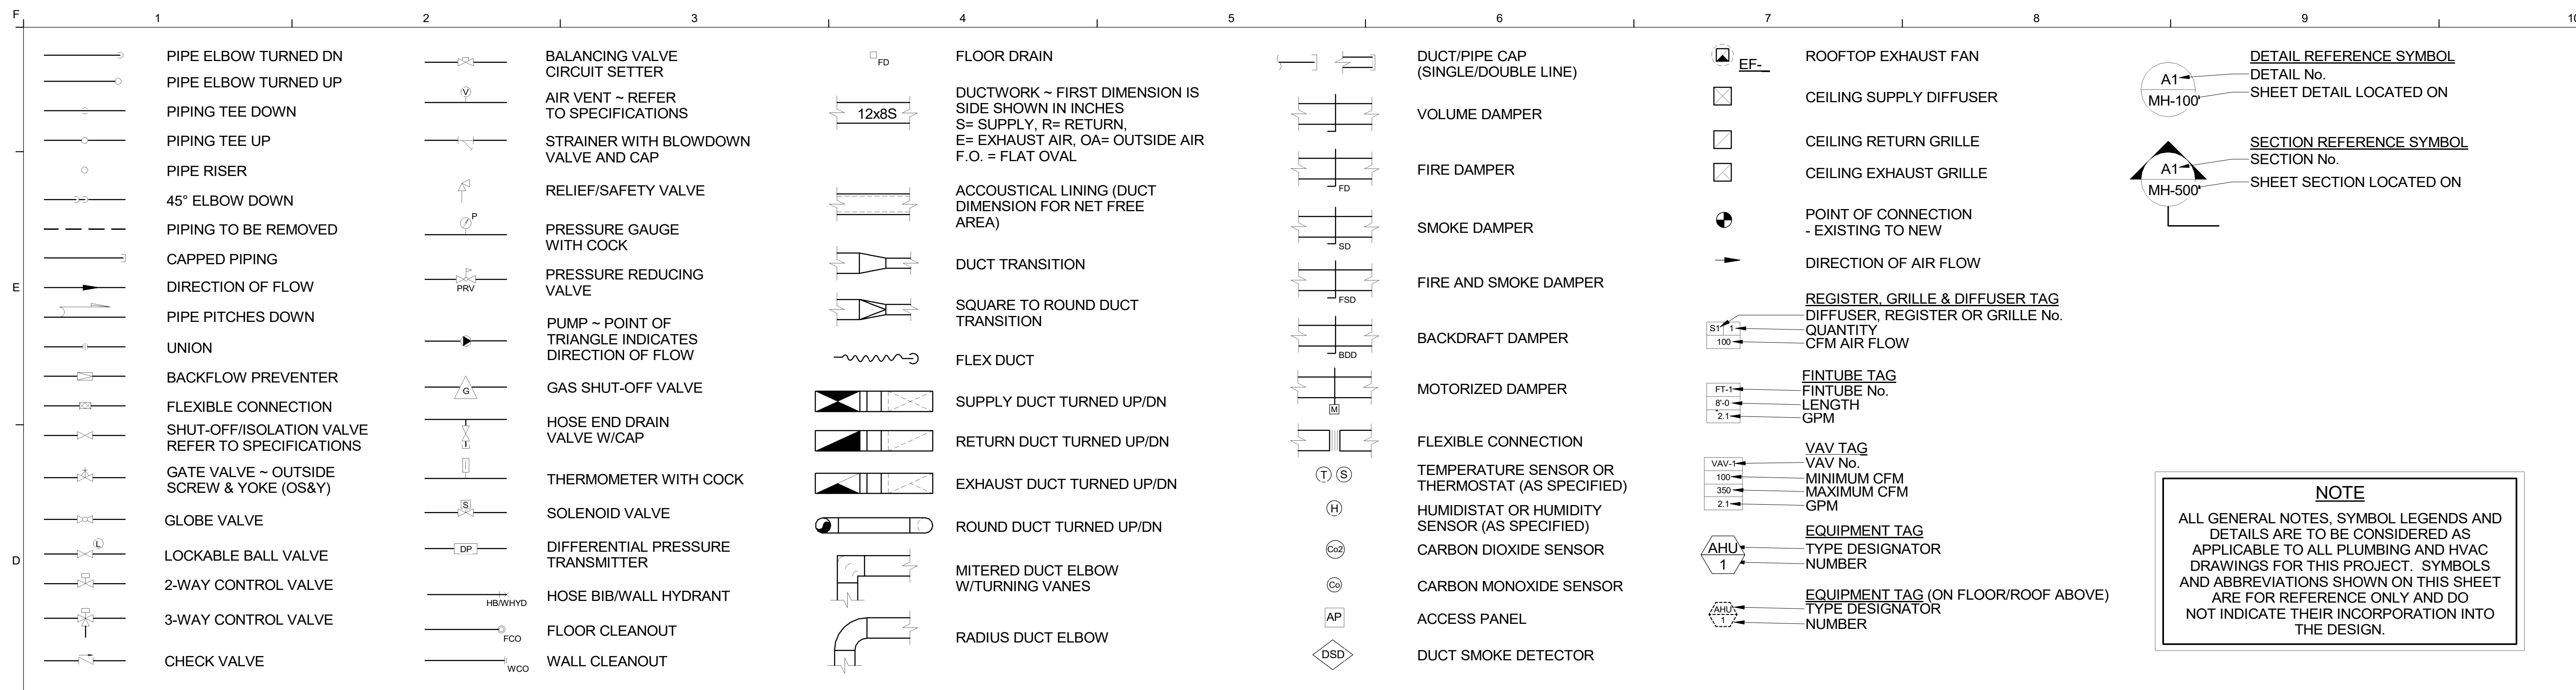 F
1 2 3 4 5 6 7 8 9 10
PIPE ELBOW TURNED DN
PIPE ELBOW TURNED UP
PIPING TEE DOWN
PIPING TEE UP
PIPE RISER
45° ELBOW DOWN
PIPING TO BE REMOVED
CAPPED PIPING
E
DIRECTION OF FLOW
PIPE PITCHES DOWN
UNION
BACKFLOW PREVENTER
FLEXIBLE CONNECTION
SHUT-OFF/ISOLATION VALVE
REFER TO SPECIFICATIONS
GATE VALVE ~ OUTSIDE
SCREW & YOKE (OS&Y)
GLOBE VALVE
L
LOCKABLE BALL VALVE
D
2-WAY CONTROL VALVE
3-WAY CONTROL VALVE
CHECK VALVE
BALANCING VALVE
CIRCUIT SETTER
V
AIR VENT ~ REFER
TO SPECIFICATIONS
STRAINER WITH BLOWDOWN
VALVE AND CAP
RELIEF/SAFETY VALVE
P
PRESSURE GAUGE
WITH COCK
PRV
PRESSURE REDUCING
VALVE
PUMP ~ POINT OF
TRIANGLE INDICATES
DIRECTION OF FLOW
G
GAS SHUT-OFF VALVE
HOSE END DRAIN
VALVE W/CAP
THERMOMETER WITH COCK
S
SOLENOID VALVE
DP
DIFFERENTIAL PRESSURE
TRANSMITTER
HB/WHYD
HOSE BIB/WALL HYDRANT
FCO
FLOOR CLEANOUT
WCO
WALL CLEANOUT
FD
FLOOR DRAIN
12x8S
DUCTWORK ~ FIRST DIMENSION IS
SIDE SHOWN IN INCHES
S= SUPPLY, R= RETURN,
E= EXHAUST AIR, OA= OUTSIDE AIR
F.O. = FLAT OVAL
ACCOUSTICAL LINING (DUCT
DIMENSION FOR NET FREE
AREA)
DUCT TRANSITION
SQUARE TO ROUND DUCT
TRANSITION
FLEX DUCT
SUPPLY DUCT TURNED UP/DN
RETURN DUCT TURNED UP/DN
EXHAUST DUCT TURNED UP/DN
ROUND DUCT TURNED UP/DN
MITERED DUCT ELBOW
W/TURNING VANES
RADIUS DUCT ELBOW
DUCT/PIPE CAP
(SINGLE/DOUBLE LINE)
VOLUME DAMPER
FD
FIRE DAMPER
SD
SMOKE DAMPER
FSD
FIRE AND SMOKE DAMPER
BDD
BACKDRAFT DAMPER
M
MOTORIZED DAMPER
FLEXIBLE CONNECTION
T S
TEMPERATURE SENSOR OR
THERMOSTAT (AS SPECIFIED)
H
HUMIDISTAT OR HUMIDITY
SENSOR (AS SPECIFIED)
Co2
CARBON DIOXIDE SENSOR
Co
CARBON MONOXIDE SENSOR
AP
ACCESS PANEL
DSD
DUCT SMOKE DETECTOR
EF-_
ROOFTOP EXHAUST FAN
CEILING SUPPLY DIFFUSER
CEILING RETURN GRILLE
CEILING EXHAUST GRILLE
POINT OF CONNECTION
- EXISTING TO NEW
DIRECTION OF AIR FLOW
REGISTER, GRILLE & DIFFUSER TAG
DIFFUSER, REGISTER OR GRILLE No.
S1 1 QUANTITY
100 CFM AIR FLOW
FINTUBE TAG
FT-1 FINTUBE No.
8'-0 LENGTH
2.1 GPM
VAV TAG
VAV-1 VAV No.
100 MINIMUM CFM
350 MAXIMUM CFM
2.1 GPM
EQUIPMENT TAG
AHU TYPE DESIGNATOR
1 NUMBER
EQUIPMENT TAG (ON FLOOR/ROOF ABOVE)
AHU TYPE DESIGNATOR
1 NUMBER
DETAIL REFERENCE SYMBOL
A1 DETAIL No.
MH-100 SHEET DETAIL LOCATED ON
SECTION REFERENCE SYMBOL
A1 SECTION No.
MH-500 SHEET SECTION LOCATED ON
NOTE
ALL GENERAL NOTES, SYMBOL LEGENDS AND
DETAILS ARE TO BE CONSIDERED AS
APPLICABLE TO ALL PLUMBING AND HVAC
DRAWINGS FOR THIS PROJECT. SYMBOLS
AND ABBREVIATIONS SHOWN ON THIS SHEET
ARE FOR REFERENCE ONLY AND DO
NOT INDICATE THEIR INCORPORATION INTO
THE DESIGN.